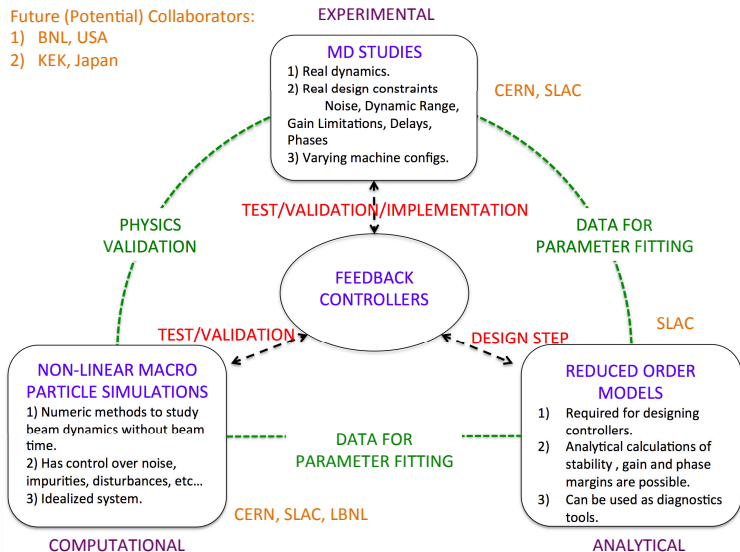 Future (Potential) Collaborators:
1) BNL, USA
2) KEK, Japan
EXPERIMENTAL
MD STUDIES
1) Real dynamics.
2) Real design constraints
Noise, Dynamic Range,
Gain Limitations, Delays,
Phases
3) Varying machine configs.
CERN, SLAC
TEST/VALIDATION/IMPLEMENTATION
PHYSICS
VALIDATION
DATA FOR
PARAMETER FITTING
FEEDBACK
CONTROLLERS
TEST/VALIDATION
DESIGN STEP
SLAC
NON-LINEAR MACRO
PARTICLE SIMULATIONS
1) Numeric methods to study
beam dynamics without beam
time.
2) Has control over noise,
impurities, disturbances, etc...
3) Idealized system.
DATA FOR
PARAMETER FITTING
REDUCED ORDER
MODELS
1) Required for designing
controllers.
2) Analytical calculations of
stability , gain and phase
margins are possible.
3) Can be used as diagnostics
tools.
CERN, SLAC, LBNL
COMPUTATIONAL
ANALYTICAL